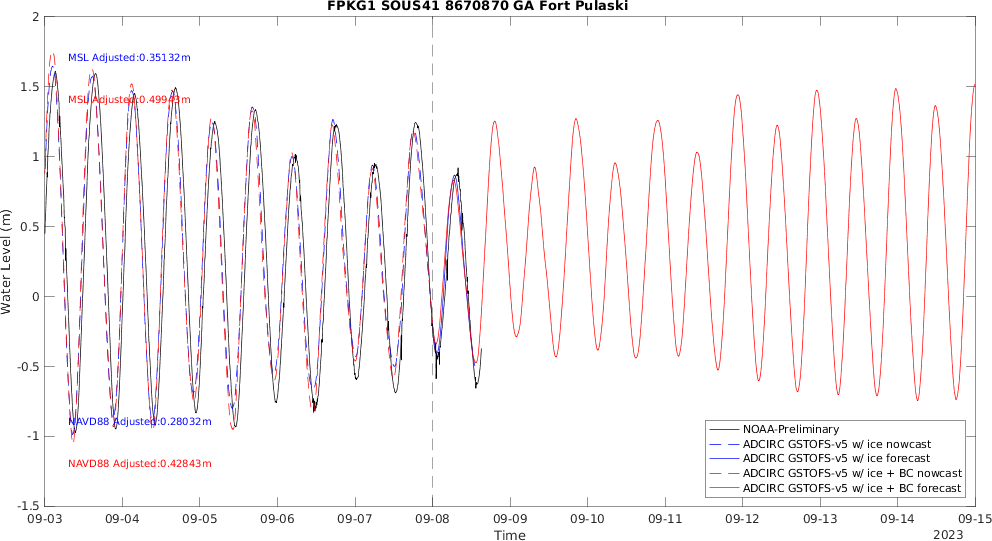 FPKG1 SOUS41 8670870 GA Fort Pulaski
2
1.5
1
0.5
0
-0.5
-1
-1.5
Water Level (m)
MSL Adjusted:0.35132m
MSL Adjusted:0.49943m
NAVD88 Adjusted:0.28032m
NAVD88 Adjusted:0.42843m
NOAA-Preliminary
ADCIRC GSTOFS-v5 w/ ice nowcast
ADCIRC GSTOFS-v5 w/ ice forecast
ADCIRC GSTOFS-v5 w/ ice + BC nowcast
ADCIRC GSTOFS-v5 w/ ice + BC forecast
09-03 09-04 09-05 09-06 09-07 09-08 09-09 09-10 09-11 09-12 09-13 09-14 09-15
Time
2023